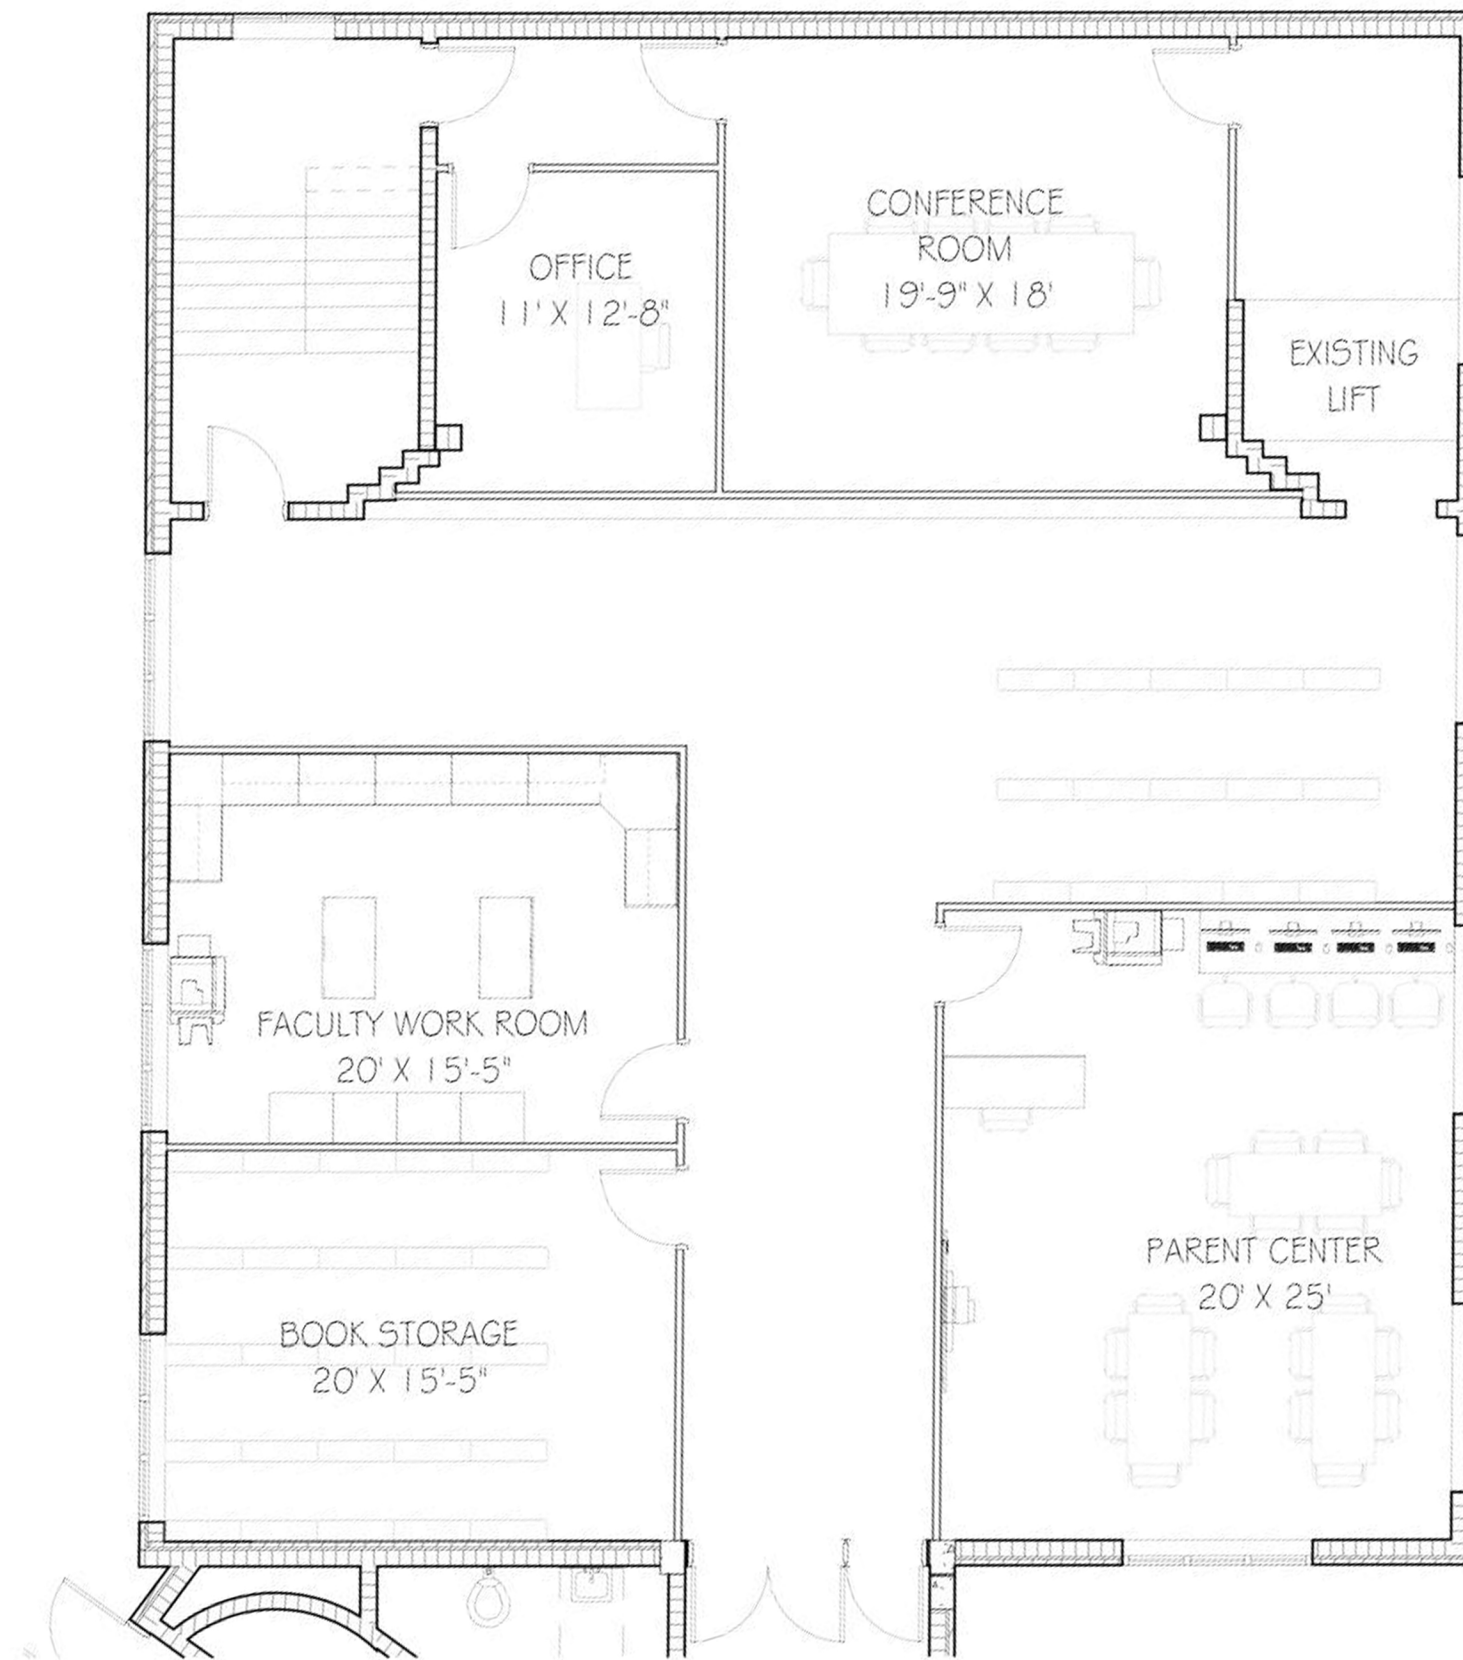 CONFERENCE
ROOM
19'-9" X 18'
OFFICE
11' X 12'-8"
EXISTING
LIFT
FACULTY WORK ROOM
20' X 15'-5"
PARENT CENTER
20' X 25'
BOOK STORAGE
20' X 15'-5"